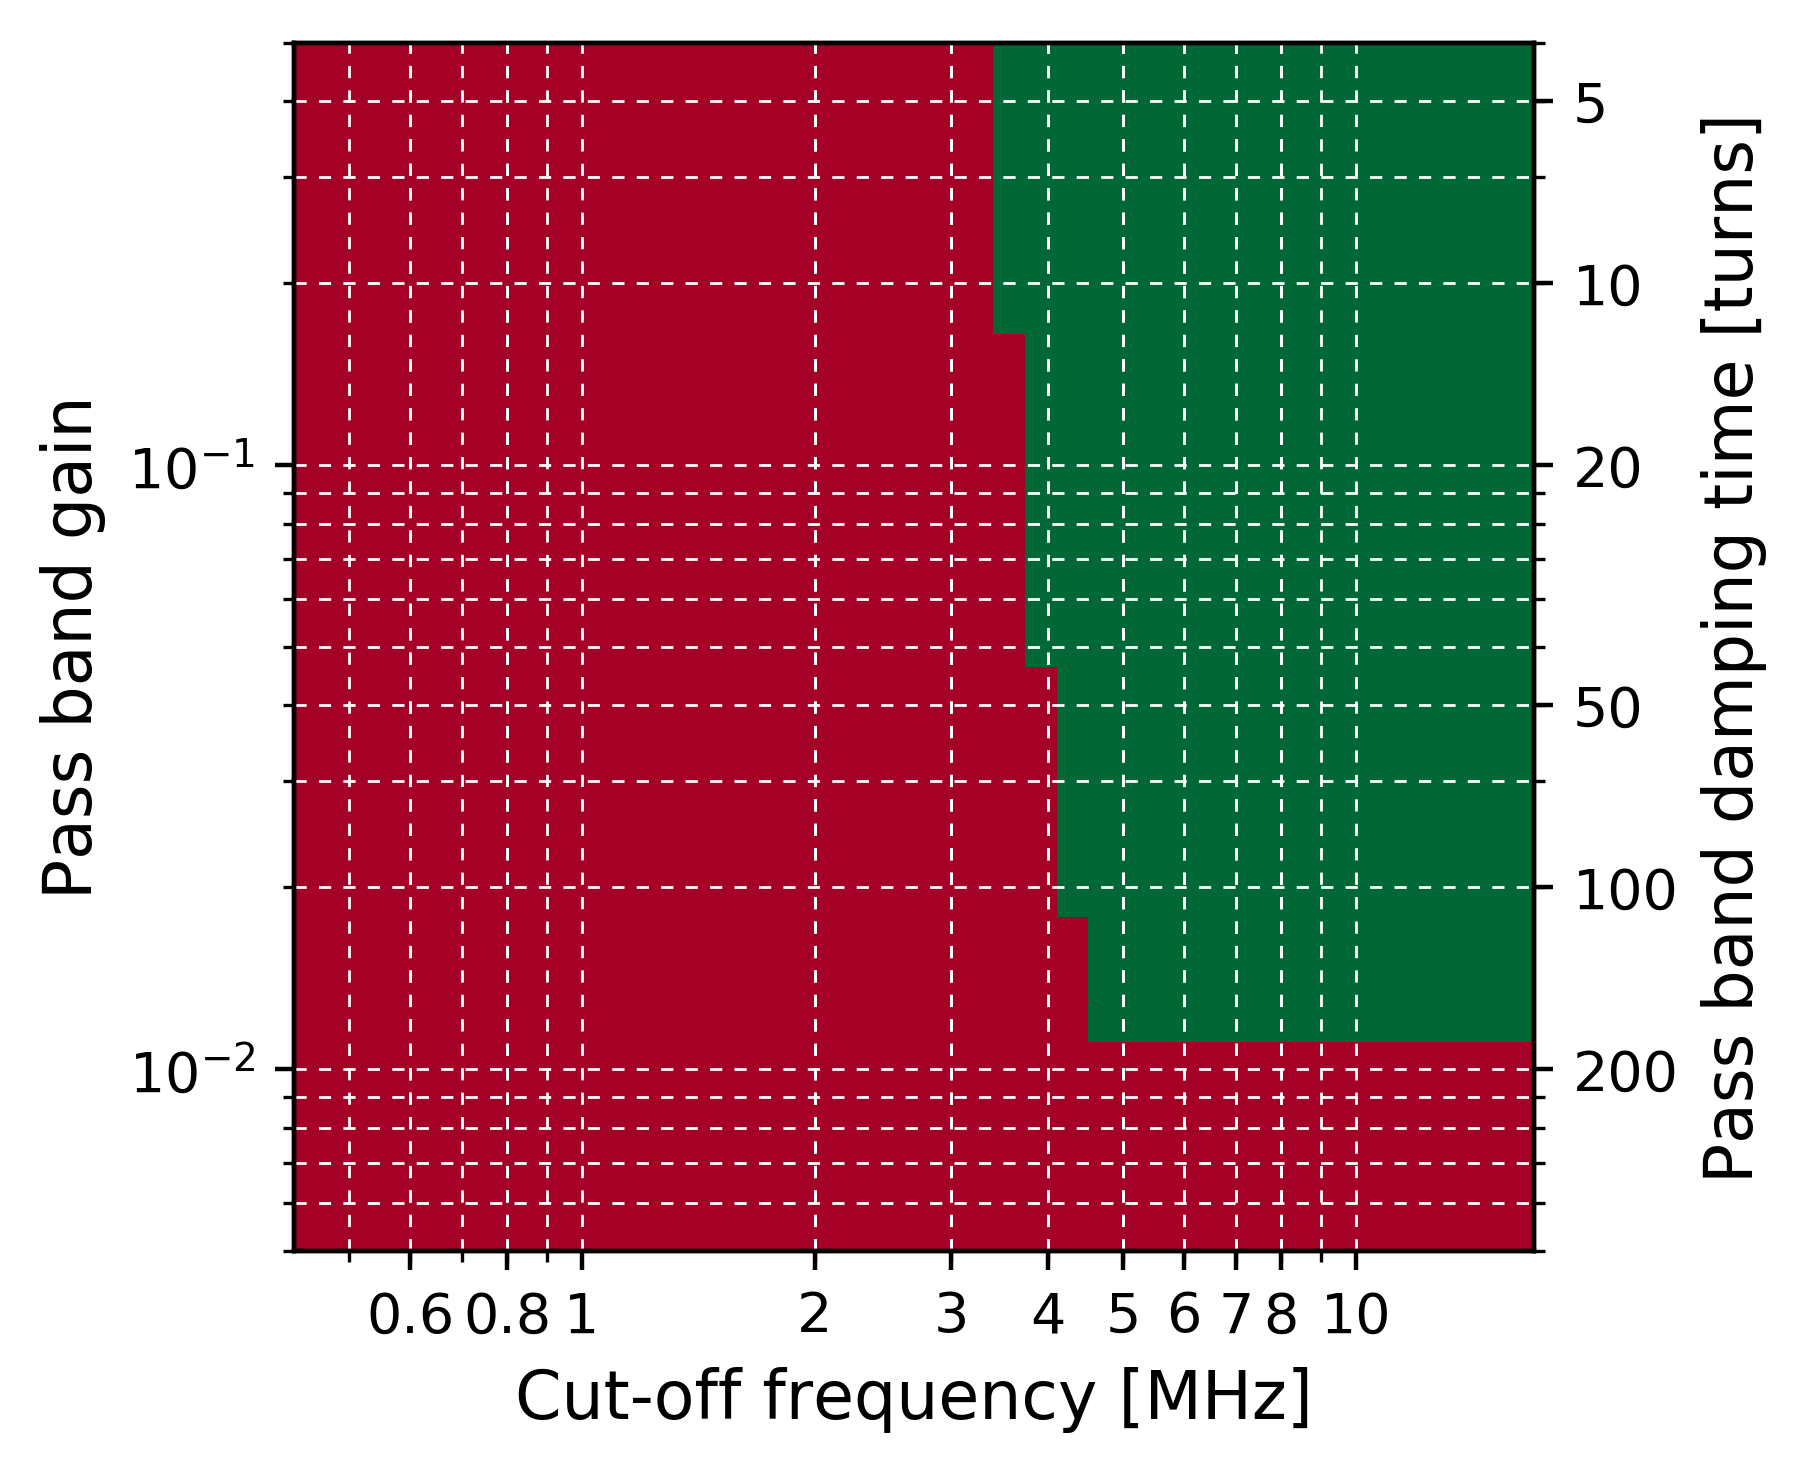 Pass band gain
10⁻¹
10⁻²
5
10
20
50
100
200
Pass band damping time [turns]
0.6 0.8 1 2 3 4 5 6 7 8 10
Cut-off frequency [MHz]